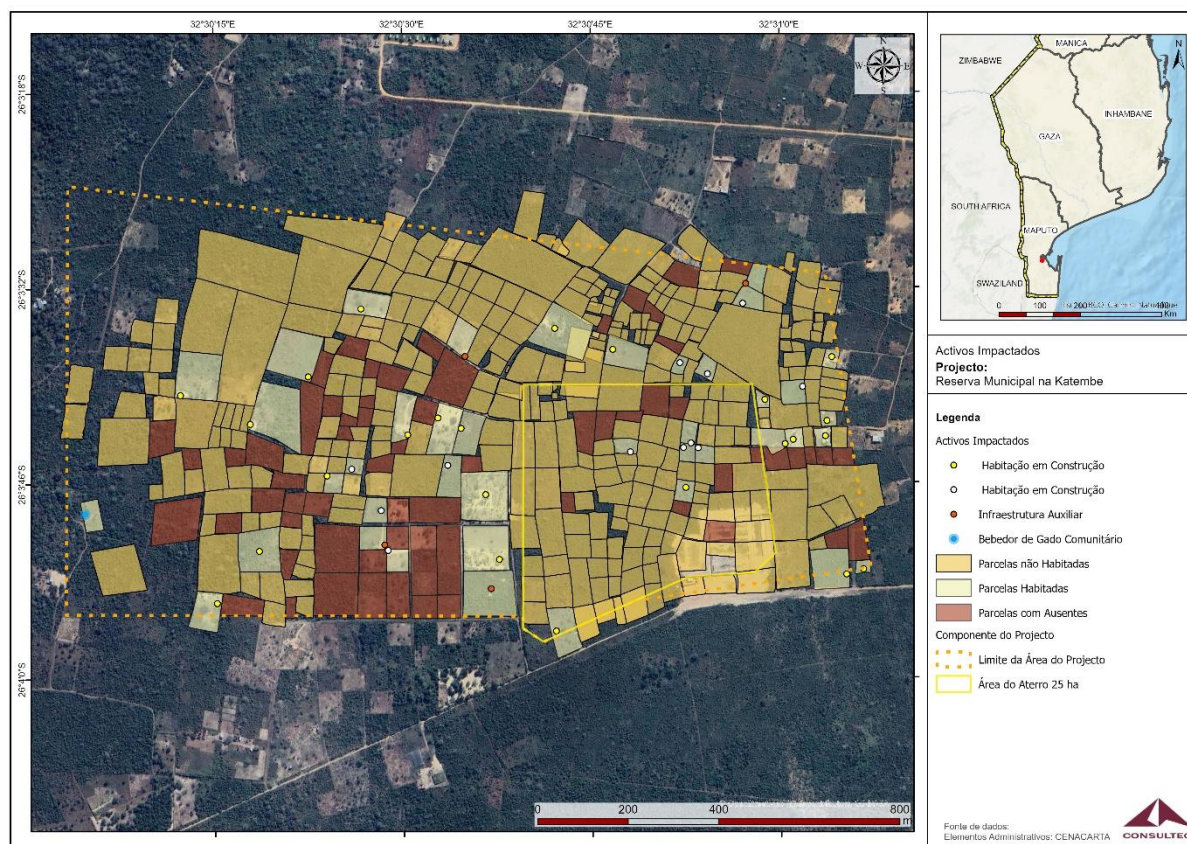 32°30'15"E
32°30'30"E
32°30'45"E
32°31'0"E
26°3'18"S
26°3'32"S
26°3'46"S
26°4'0"S
N
W
E
S
0
200
400
800
m
ZIMBABWE
MANICA
N
INHAMBANE
GAZA
SOUTH AFRICA
MAPUTO
SWAZILAND
0
100
200
400
Km
Activos Impactados
Projecto:
Reserva Municipal na Katembe
Legenda
Activos Impactados
Habitação em Construção
Habitação em Construção
Infraestrutura Auxiliar
Bebedor de Gado Comunitário
Parcelas não Habitadas
Parcelas Habitadas
Parcelas com Ausentes
Componente do Projecto
Limite da Área do Projecto
Área do Aterro 25 ha
Fonte de dados:
Elementos Administrativos: CENACARTA
CONSULTEC